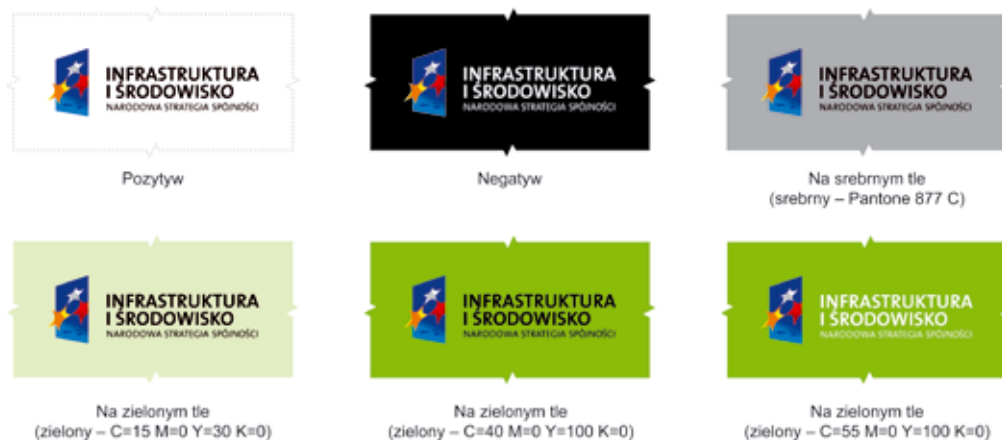 INFRASTRUKTURA
I ŚRODOWISKO
NARODOWA STRATEGIA SPÓJNOŚCI
Pozytyw
INFRASTRUKTURA
I ŚRODOWISKO
NARODOWA STRATEGIA SPÓJNOŚCI
Negatyw
INFRASTRUKTURA
I ŚRODOWISKO
NARODOWA STRATEGIA SPÓJNOŚCI
Na srebrnym tle
(srebrny – Pantone 877 C)
INFRASTRUKTURA
I ŚRODOWISKO
NARODOWA STRATEGIA SPÓJNOŚCI
Na zielonym tle
(zielony – C=15 M=0 Y=30 K=0)
INFRASTRUKTURA
I ŚRODOWISKO
NARODOWA STRATEGIA SPÓJNOŚCI
Na zielonym tle
(zielony – C=40 M=0 Y=100 K=0)
INFRASTRUKTURA
I ŚRODOWISKO
NARODOWA STRATEGIA SPÓJNOŚCI
Na zielonym tle
(zielony – C=55 M=0 Y=100 K=0)